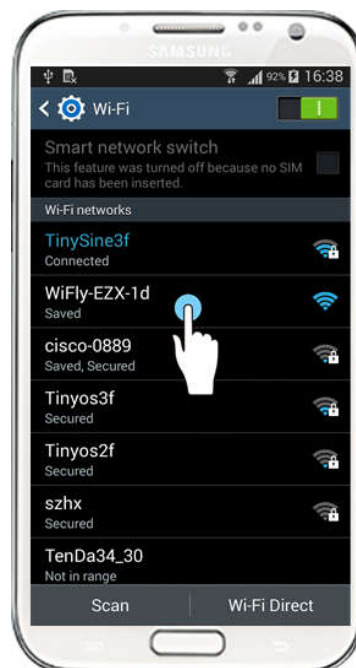 SAMSUNG
92% 16:38
Wi-Fi
Smart network switch
This feature was turned off because no SIM
card has been inserted.
Wi-Fi networks
TinySine3f
Connected
WiFly-EZX-1d
Saved
cisco-0889
Saved, Secured
Tinyos3f
Secured
Tinyos2f
Secured
szhx
Secured
TenDa34_30
Not in range
Scan Wi-Fi Direct